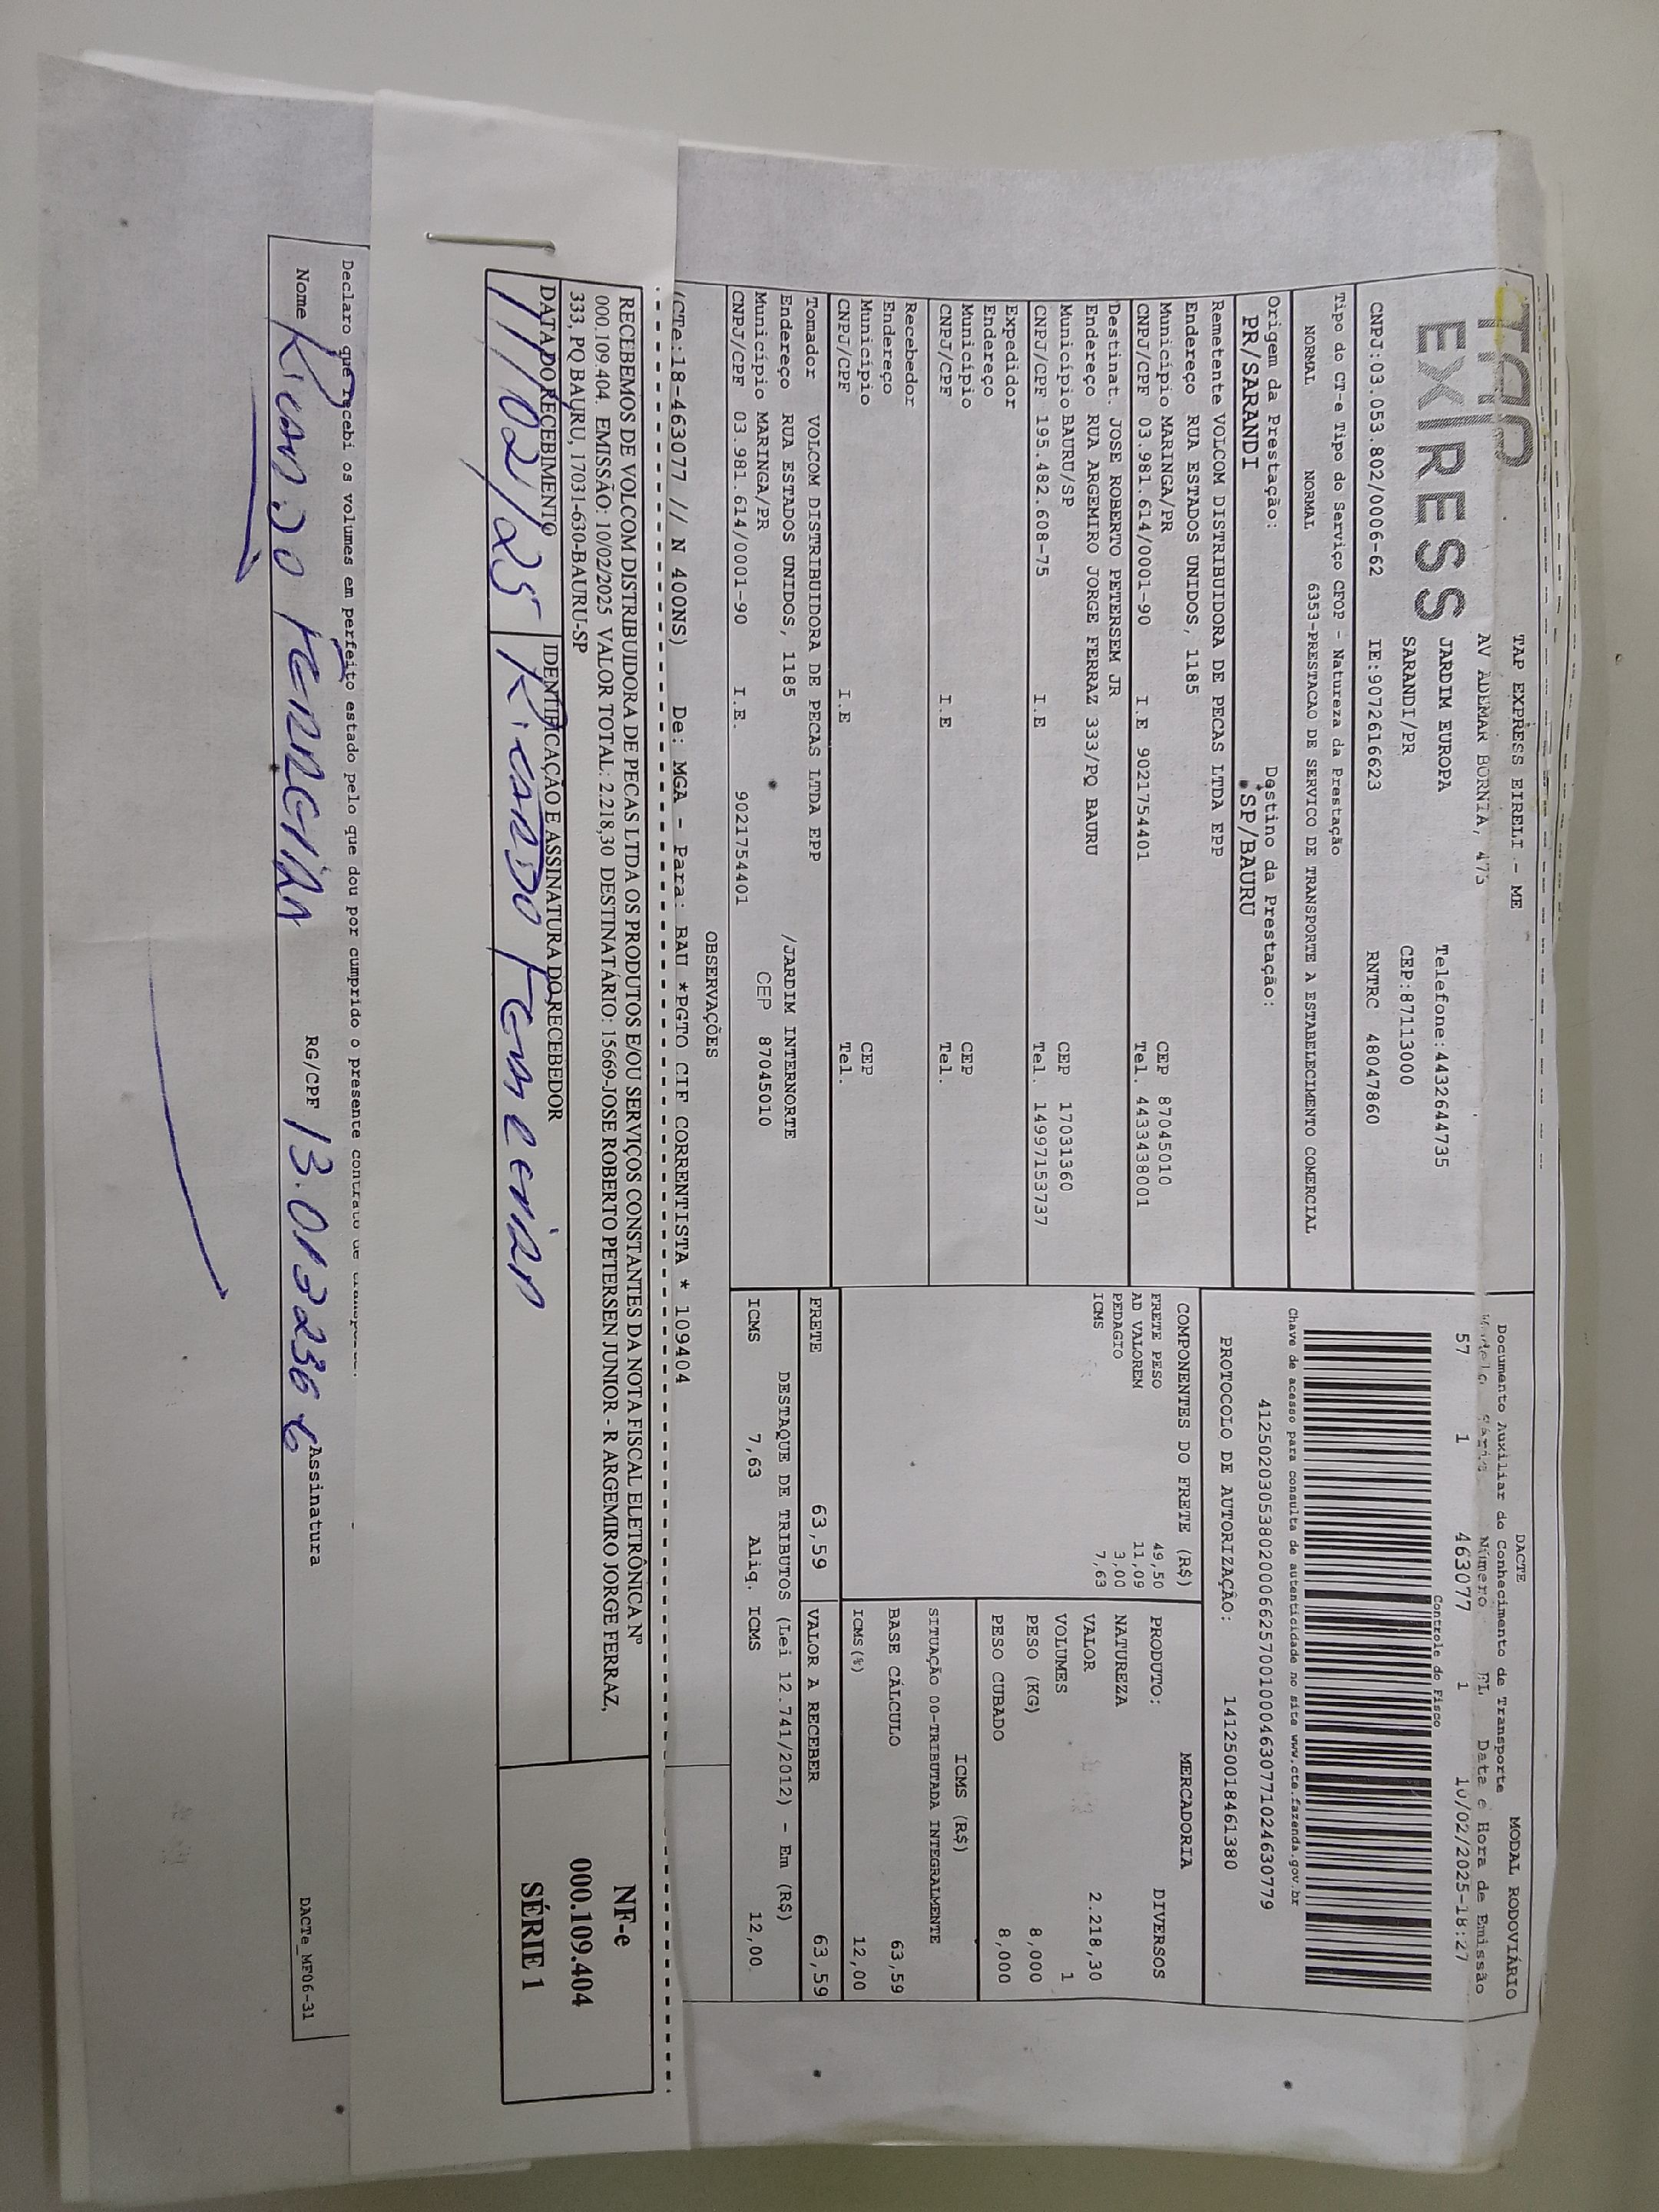 TAP
EXPRESS
TAP EXPRESS EIRELI - ME
AV ADEMAR BORNIA, 475
JARDIM EUROPA Telefone:4432644735
SARANDI/PR CEP:87113000
CNPJ:03.053.802/0006-62 IE:9072616623 RNTRC 48047860
Tipo do CT-e Tipo do Serviço CFOP - Natureza da Prestação
NORMAL NORMAL 6353-PRESTACAO DE SERVICO DE TRANSPORTE A ESTABELECIMENTO COMERCIAL
Origem da Prestação: Destino da Prestação:
PR/SARANDI SP/BAURU
Remetente VOLCOM DISTRIBUIDORA DE PECAS LTDA EPP
Endereço RUA ESTADOS UNIDOS, 1185
Município MARINGA/PR CEP 87045010
CNPJ/CPF 03.981.614/0001-90 I.E 9021754401 Tel. 4433438001
Destinat. JOSE ROBERTO PETERSEM JR
Endereço RUA ARGEMIRO JORGE FERRAZ 333/PQ BAURU
Município BAURU/SP CEP 17031360
CNPJ/CPF 195.482.608-75 I.E Tel. 14997153737
Expedidor
Endereço
Município CEP
CNPJ/CPF I.E Tel.
Recebedor
Endereço
Município CEP
CNPJ/CPF I.E Tel.
Tomador VOLCOM DISTRIBUIDORA DE PECAS LTDA EPP
Endereço RUA ESTADOS UNIDOS, 1185 /JARDIM INTERNORTE
Município MARINGA/PR CEP 87045010
CNPJ/CPF 03.981.614/0001-90 I.E. 9021754401
DACTE MODAL RODOVIÁRIO
Documento Auxiliar do Conhecimento de Transporte
Modelo Série Número FL Data e Hora de Emissão
57 1 463077 1 10/02/2025-18:27
Controle do Fisco
Chave de acesso para consulta de autenticidade no site www.cte.fazenda.gov.br
41250203053802000662570010004630771024630779
PROTOCOLO DE AUTORIZAÇÃO: 141250018461380
COMPONENTES DO FRETE (R$)
FRETE PESO 49,50
AD VALOREM 11,09
PEDAGIO 3,00
ICMS 7,63
MERCADORIA
PRODUTO: DIVERSOS
NATUREZA
VALOR 2.218,30
VOLUMES 1
PESO (KG) 8,000
PESO CUBADO 8,000
ICMS (R$)
SITUAÇÃO 00-TRIBUTADA INTEGRALMENTE
BASE CÁLCULO 63,59
ICMS(%) 12,00
FRETE 63,59 VALOR A RECEBER 63,59
DESTAQUE DE TRIBUTOS (Lei 12.741/2012) - Em (R$)
ICMS 7,63 Aliq. ICMS 12,00
OBSERVAÇÕES
(CTe:18-463077 // N 400NS) De: MGA - Para: BAU *PGTO CIF CORRENTISTA * 109404
RECEBEMOS DE VOLCOM DISTRIBUIDORA DE PECAS LTDA OS PRODUTOS E/OU SERVIÇOS CONSTANTES DA NOTA FISCAL ELETRÔNICA Nº
000.109.404. EMISSÃO: 10/02/2025 VALOR TOTAL: 2.218,30 DESTINATÁRIO: 15669-JOSE ROBERTO PETERSEN JUNIOR - R ARGEMIRO JORGE FERRAZ,
333, PQ BAURU, 17031-630-BAURU-SP
DATA DO RECEBIMENTO IDENTIFICAÇÃO E ASSINATURA DO RECEBEDOR
11/02/25 Ricardo
NF-e
000.109.404
SÉRIE 1
Declaro que recebi os volumes em perfeito estado pelo que dou por cumprido o presente contrato de transporte.
Nome Ricardo RG/CPF Assinatura
DACTe_MF06-31